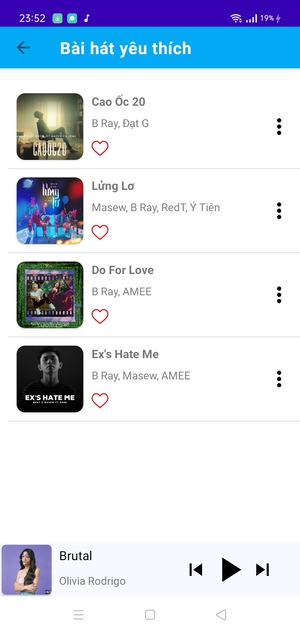 23:52
19%
Bài hát yêu thích
CAOOC20
Cao Ốc 20
B Ray, Đạt G
Lửng Lơ
Masew, B Ray, RedT, Ý Tiên
Do For Love
B Ray, AMEE
EX'S HATE ME
Ex's Hate Me
B Ray, Masew, AMEE
Brutal
Olivia Rodrigo